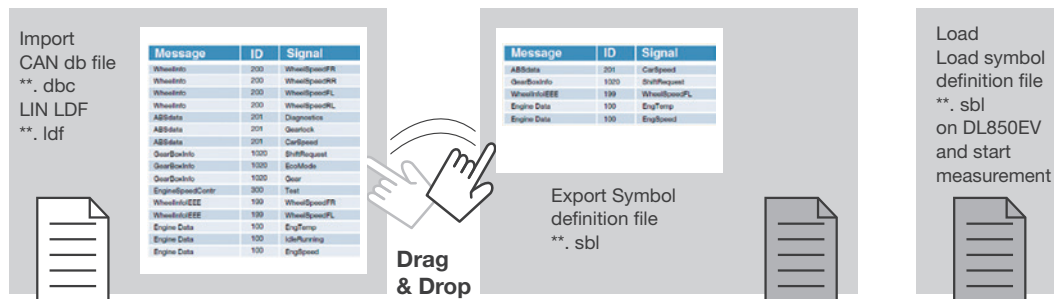 Import
CAN db file
**. dbc
LIN LDF
**. ldf
Message ID Signal
WheelInfo 200 WheelSpeedFR
WheelInfo 200 WheelSpeedRR
WheelInfo 200 WheelSpeedFL
WheelInfo 200 WheelSpeedRL
ABSdata 201 Diagnostics
ABSdata 201 Gearlock
ABSdata 201 CarSpeed
GearBoxInfo 1020 ShiftRequest
GearBoxInfo 1020 EcoMode
GearBoxInfo 1020 Gear
EngineSpeedContr 300 Test
WheelInfoIEEE 199 WheelSpeedFR
WheelInfoIEEE 199 WheelSpeedFL
Engine Data 100 EngTemp
Engine Data 100 IdleRunning
Engine Data 100 EngSpeed
Drag
& Drop
Message ID Signal
ABSdata 201 CarSpeed
GearBoxInfo 1020 ShiftRequest
WheelInfoIEEE 199 WheelSpeedFL
Engine Data 100 EngTemp
Engine Data 100 EngSpeed
Export Symbol
definition file
**. sbl
Load
Load symbol
definition file
**. sbl
on DL850EV
and start
measurement